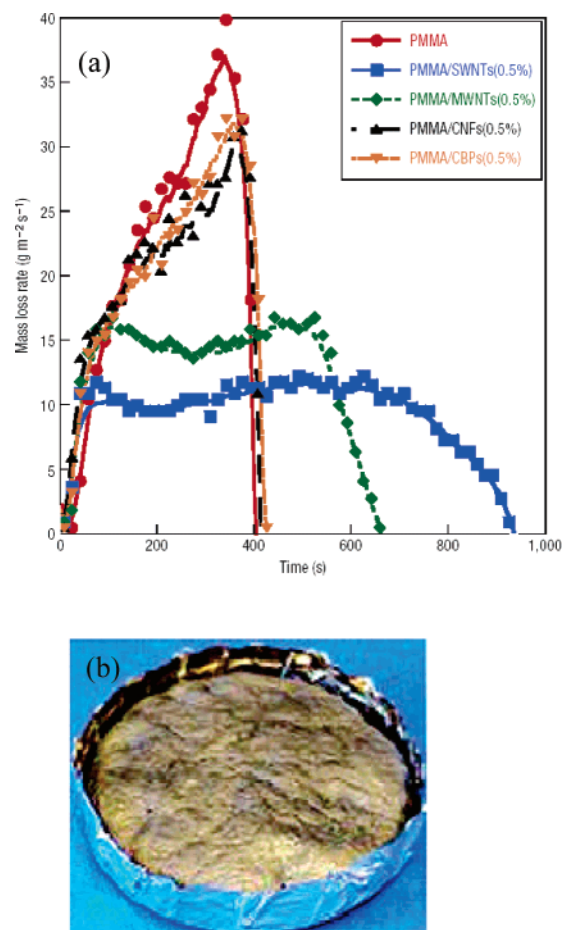 (a)
PMMA
PMMA/SWNTs(0.5%)
PMMA/MWNTs(0.5%)
PMMA/CNFs(0.5%)
PMMA/CBPs(0.5%)
Mass loss rate (g m⁻² s⁻¹)
40
35
30
25
20
15
10
5
0
0 200 400 600 800 1,000
Time (s)
(b)